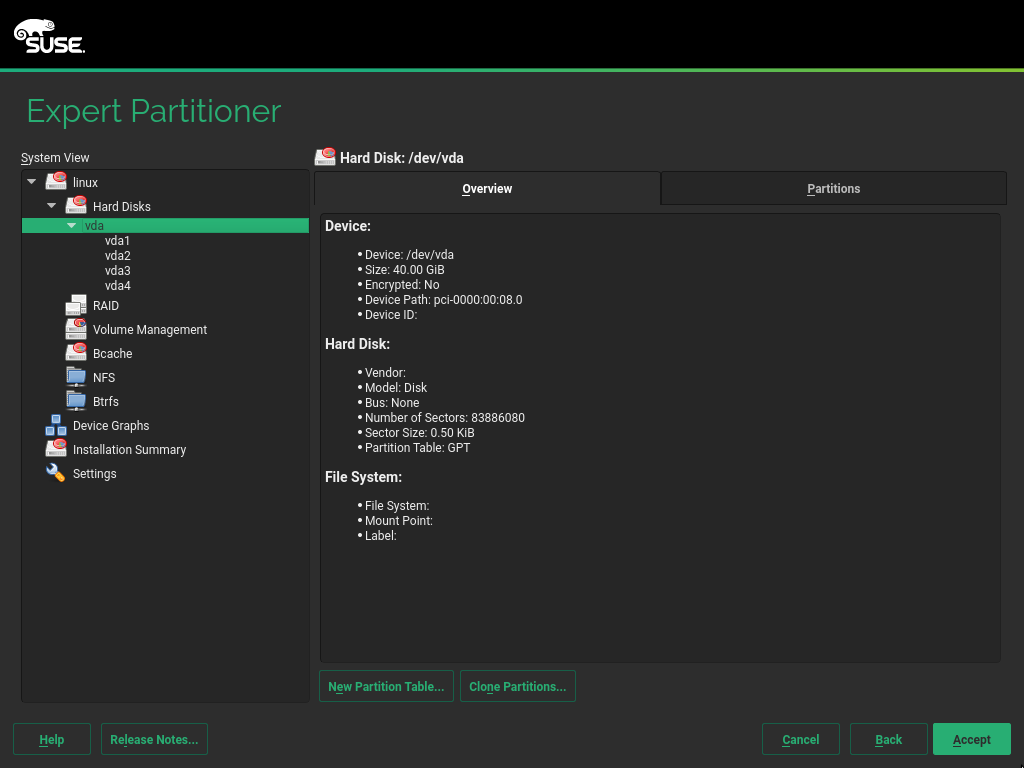 SUSE.
Expert Partitioner
System View
linux
Hard Disks
vda
vda1
vda2
vda3
vda4
RAID
Volume Management
Bcache
NFS
Btrfs
Device Graphs
Installation Summary
Settings
Hard Disk: /dev/vda
Overview
Partitions
Device:
• Device: /dev/vda
• Size: 40.00 GiB
• Encrypted: No
• Device Path: pci-0000:00:08.0
• Device ID:
Hard Disk:
• Vendor:
• Model: Disk
• Bus: None
• Number of Sectors: 83886080
• Sector Size: 0.50 KiB
• Partition Table: GPT
File System:
• File System:
• Mount Point:
• Label:
New Partition Table...
Clone Partitions...
Help
Release Notes...
Cancel
Back
Accept